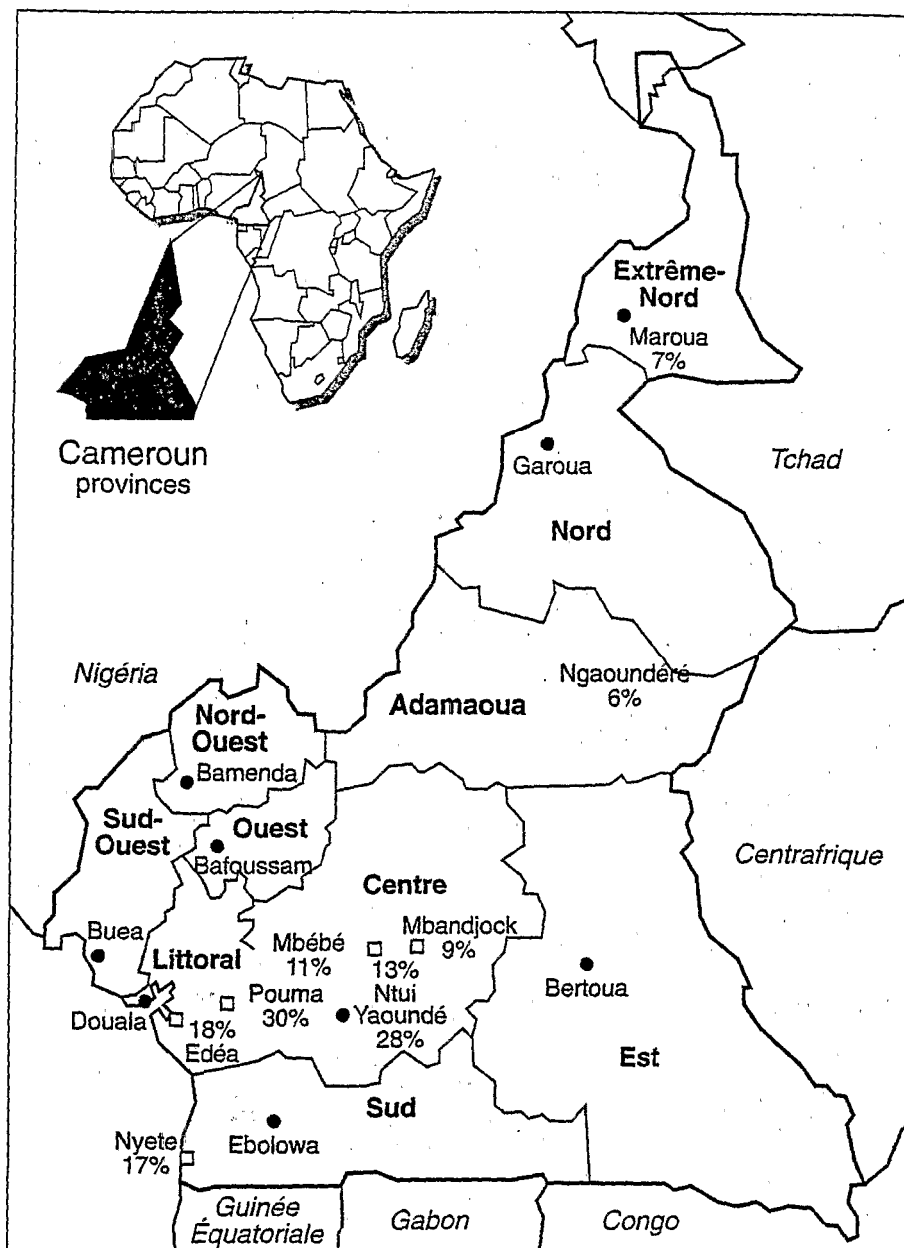 Extrême-
Nord
Maroua
7%
Cameroun
provinces
Garoua
Tchad
Nord
Nigéria
Ngaoundéré
6%
Adamaoua
Nord-
Ouest
Bamenda
Sud-
Ouest
Ouest
Bafoussam
Centrafrique
Centre
Buea
Littoral
Mbébé
11%
13%
Ntui
Mbandjock
9%
Bertoua
Douala
Pouma
30%
Yaoundé
28%
18%
Edéa
Est
Sud
Ebolowa
Nyete
17%
Guinée
Équatoriale
Gabon
Congo